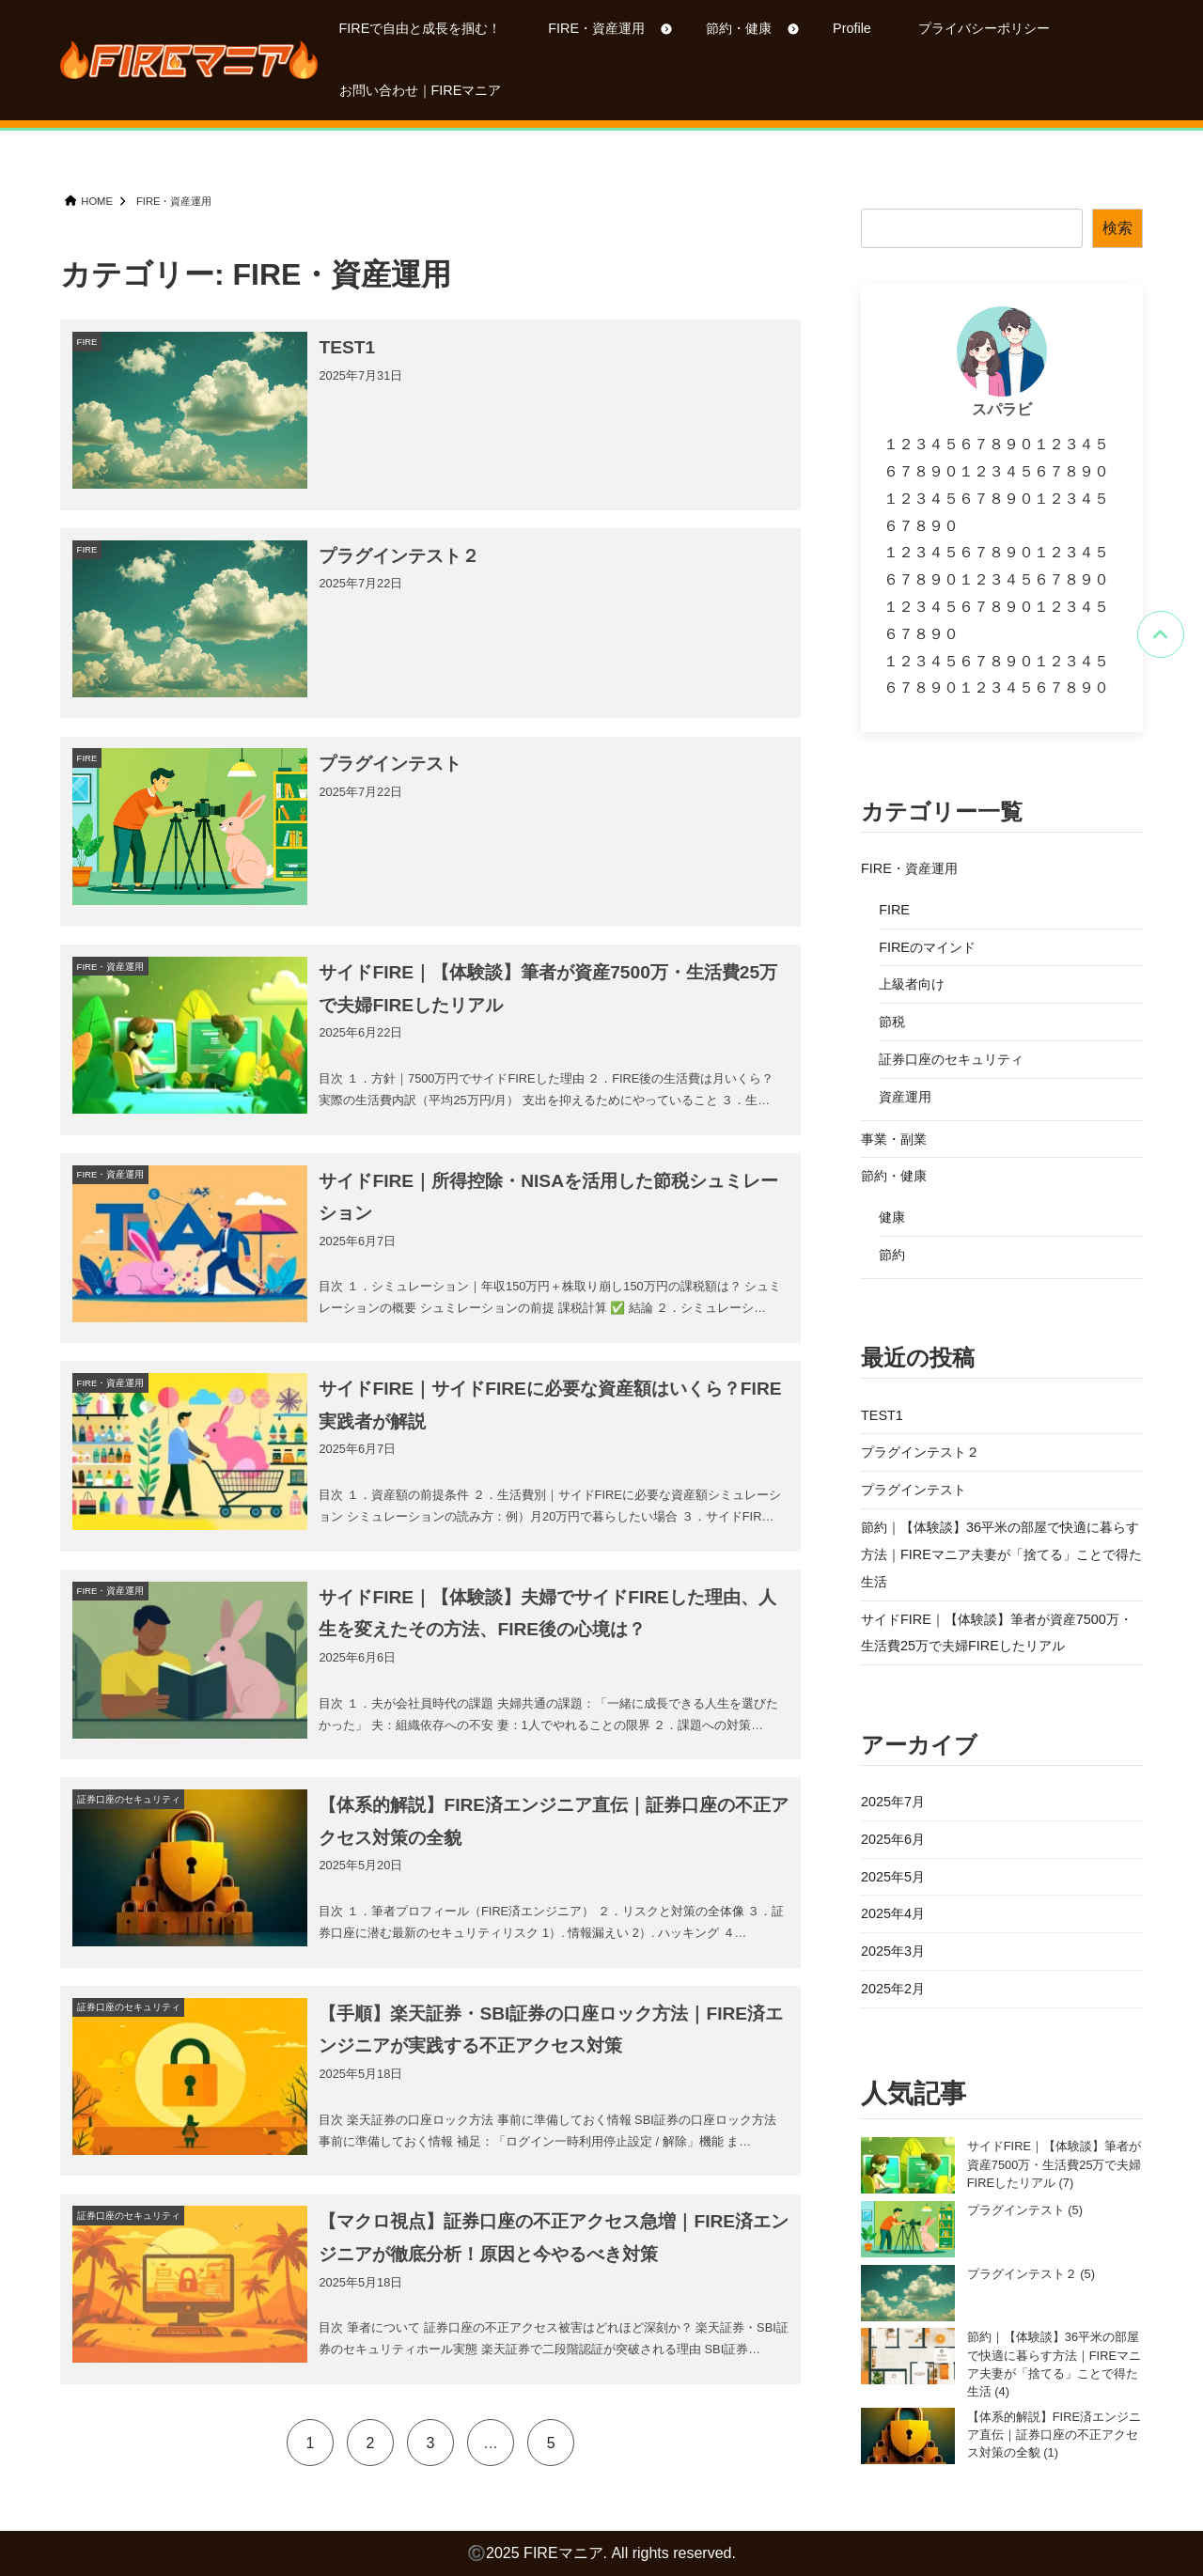 FIREマニア
FIREで自由と成長を掴む！
FIRE・資産運用
節約・健康
Profile
プライバシーポリシー
お問い合わせ｜FIREマニア
HOME
FIRE・資産運用
カテゴリー: FIRE・資産運用
FIRE
TEST1
2025年7月31日
FIRE
プラグインテスト２
2025年7月22日
FIRE
プラグインテスト
2025年7月22日
FIRE・資産運用
サイドFIRE｜【体験談】筆者が資産7500万・生活費25万
で夫婦FIREしたリアル
2025年6月22日
目次 １．方針｜7500万円でサイドFIREした理由 ２．FIRE後の生活費は月いくら？
実際の生活費内訳（平均25万円/月） 支出を抑えるためにやっていること ３．生…
FIRE・資産運用
TAX
TA
サイドFIRE｜所得控除・NISAを活用した節税シュミレー
ション
2025年6月7日
目次 １．シミュレーション｜年収150万円＋株取り崩し150万円の課税額は？ シュミ
レーションの概要 シュミレーションの前提 課税計算 ✅ 結論 ２．シミュレーシ…
FIRE・資産運用
サイドFIRE｜サイドFIREに必要な資産額はいくら？FIRE
実践者が解説
2025年6月7日
目次 １．資産額の前提条件 ２．生活費別｜サイドFIREに必要な資産額シミュレーシ
ョン シミュレーションの読み方：例）月20万円で暮らしたい場合 ３．サイドFIR…
FIRE・資産運用
サイドFIRE｜【体験談】夫婦でサイドFIREした理由、人
生を変えたその方法、FIRE後の心境は？
2025年6月6日
目次 １．夫が会社員時代の課題 夫婦共通の課題：「一緒に成長できる人生を選びた
かった」 夫：組織依存への不安 妻：1人でやれることの限界 ２．課題への対策…
証券口座のセキュリティ
【体系的解説】FIRE済エンジニア直伝｜証券口座の不正ア
クセス対策の全貌
2025年5月20日
目次 １．筆者プロフィール（FIRE済エンジニア） ２．リスクと対策の全体像 ３．証
券口座に潜む最新のセキュリティリスク 1）. 情報漏えい 2）. ハッキング ４…
証券口座のセキュリティ
【手順】楽天証券・SBI証券の口座ロック方法｜FIRE済エ
ンジニアが実践する不正アクセス対策
2025年5月18日
目次 楽天証券の口座ロック方法 事前に準備しておく情報 SBI証券の口座ロック方法
事前に準備しておく情報 補足：「ログイン一時利用停止設定 / 解除」機能 ま…
証券口座のセキュリティ
【マクロ視点】証券口座の不正アクセス急増｜FIRE済エン
ジニアが徹底分析！原因と今やるべき対策
2025年5月18日
目次 筆者について 証券口座の不正アクセス被害はどれほど深刻か？ 楽天証券・SBI証
券のセキュリティホール実態 楽天証券で二段階認証が突破される理由 SBI証券…
1 2 3 … 5
検索
スパラビ
１２３４５６７８９０１２３４５
６７８９０１２３４５６７８９０
１２３４５６７８９０１２３４５
６７８９０
１２３４５６７８９０１２３４５
６７８９０１２３４５６７８９０
１２３４５６７８９０１２３４５
６７８９０
１２３４５６７８９０１２３４５
６７８９０１２３４５６７８９０
カテゴリー一覧
FIRE・資産運用
FIRE
FIREのマインド
上級者向け
節税
証券口座のセキュリティ
資産運用
事業・副業
節約・健康
健康
節約
最近の投稿
TEST1
プラグインテスト２
プラグインテスト
節約｜【体験談】36平米の部屋で快適に暮らす
方法｜FIREマニア夫妻が「捨てる」ことで得た
生活
サイドFIRE｜【体験談】筆者が資産7500万・
生活費25万で夫婦FIREしたリアル
アーカイブ
2025年7月
2025年6月
2025年5月
2025年4月
2025年3月
2025年2月
人気記事
サイドFIRE｜【体験談】筆者が
資産7500万・生活費25万で夫婦
FIREしたリアル (7)
プラグインテスト (5)
プラグインテスト２ (5)
節約｜【体験談】36平米の部屋
で快適に暮らす方法｜FIREマニ
ア夫妻が「捨てる」ことで得た
生活 (4)
【体系的解説】FIRE済エンジニ
ア直伝｜証券口座の不正アクセ
ス対策の全貌 (1)
©2025 FIREマニア. All rights reserved.